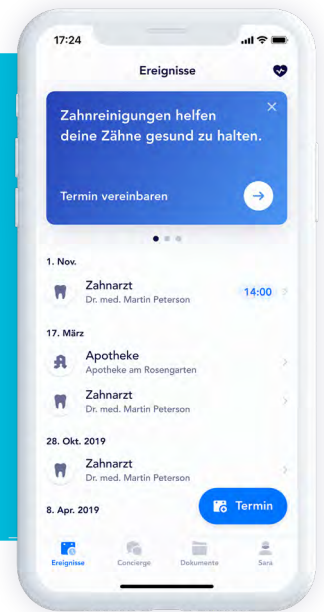 17:24
Ereignisse
Zahnreinigungen helfen
deine Zähne gesund zu halten.
Termin vereinbaren
1. Nov.
Zahnarzt
14:00
Dr. med. Martin Peterson
17. März
Apotheke
Apotheke am Rosengarten
Zahnarzt
Dr. med. Martin Peterson
28. Okt. 2019
Zahnarzt
Dr. med. Martin Peterson
8. Apr. 2019
Termin
Ereignisse
Concierge
Dokumente
Sara